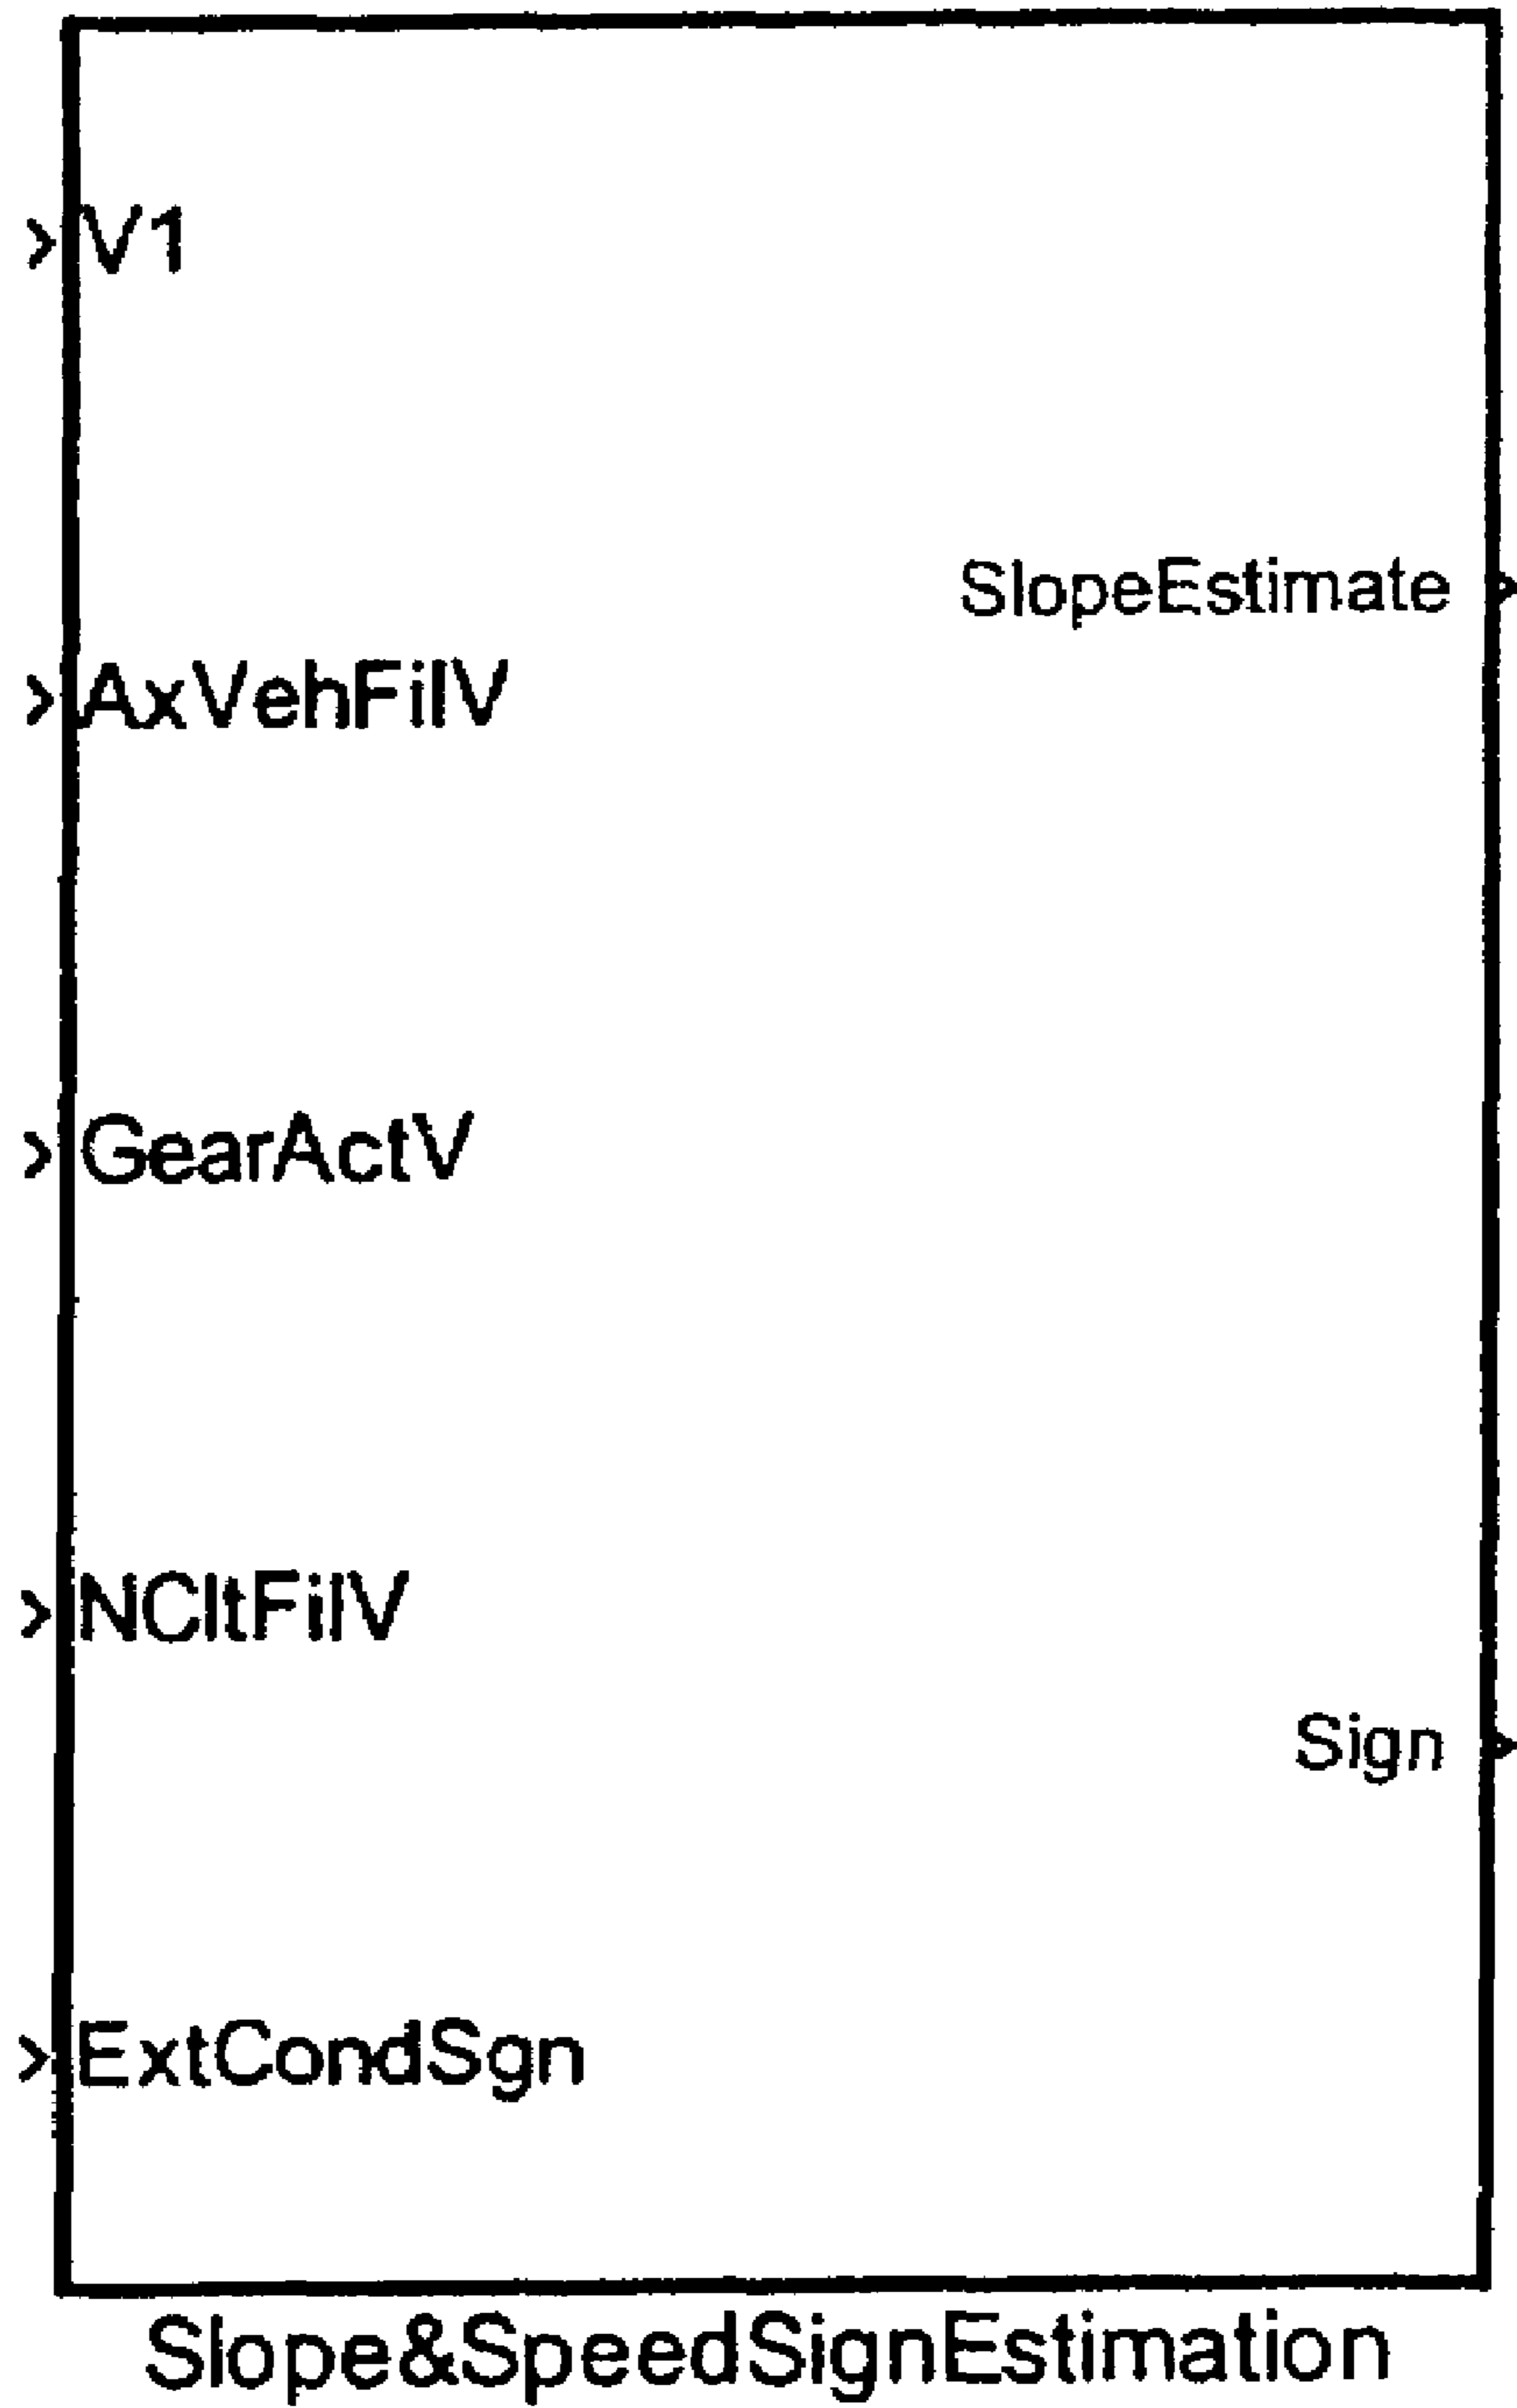 V1
SlopeEstimate
AxVehFilV
GearActV
NCltFilV
Sign
ExtCondSgn
Slope&SpeedSignEstimation